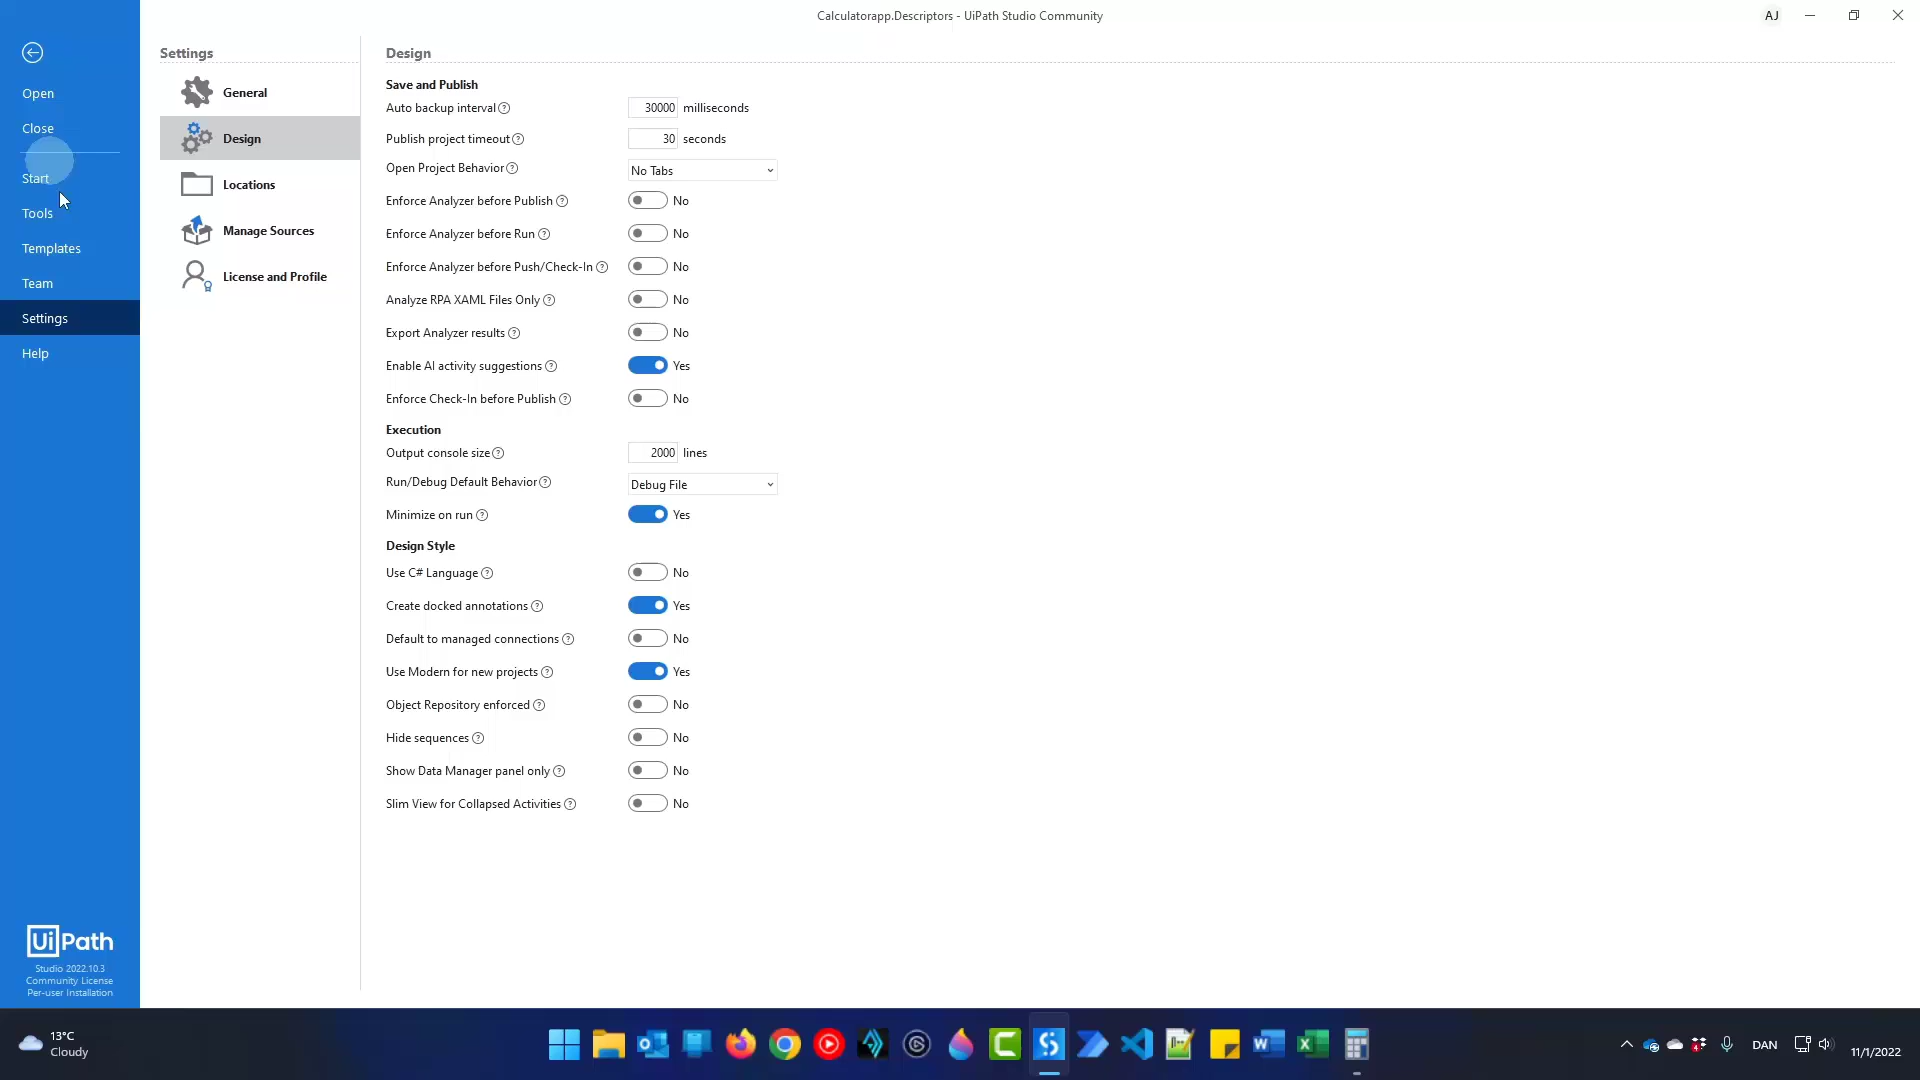 Calculatorapp.Descriptors - UiPath Studio Community
AJ
Open
Close
Start
Tools
Templates
Team
Settings
Help
UiPath
Studio 2022.10.3
Community License
Per-user Installation
Settings
General
Design
Locations
Manage Sources
License and Profile
Design
Save and Publish
Auto backup interval 30000 milliseconds
Publish project timeout 30 seconds
Open Project Behavior No Tabs
Enforce Analyzer before Publish No
Enforce Analyzer before Run No
Enforce Analyzer before Push/Check-In No
Analyze RPA XAML Files Only No
Export Analyzer results No
Enable AI activity suggestions Yes
Enforce Check-In before Publish No
Execution
Output console size 2000 lines
Run/Debug Default Behavior Debug File
Minimize on run Yes
Design Style
Use C# Language No
Create docked annotations Yes
Default to managed connections No
Use Modern for new projects Yes
Object Repository enforced No
Hide sequences No
Show Data Manager panel only No
Slim View for Collapsed Activities No
13°C
Cloudy
DAN
11/1/2022